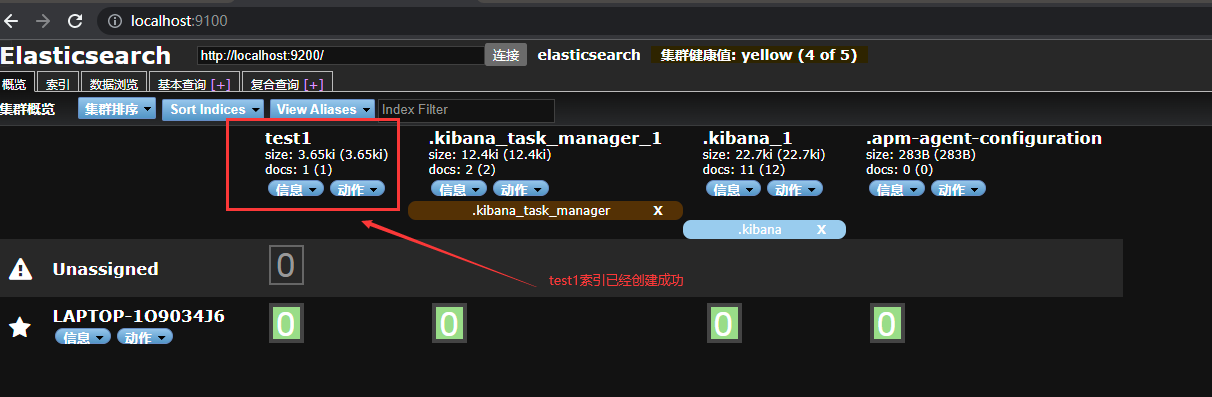 localhost:9100
Elasticsearch http://localhost:9200/ 连接 elasticsearch 集群健康值: yellow (4 of 5)
概览 索引 数据浏览 基本查询 [+] 复合查询 [+]
集群概览 集群排序 Sort Indices View Aliases Index Filter
test1 .kibana_task_manager_1 .kibana_1 .apm-agent-configuration
size: 3.65ki (3.65ki) size: 12.4ki (12.4ki) size: 22.7ki (22.7ki) size: 283B (283B)
docs: 1 (1) docs: 2 (2) docs: 11 (12) docs: 0 (0)
信息 动作 信息 动作 信息 动作 信息 动作
.kibana_task_manager X
.kibana X
Unassigned 0
test1索引已经创建成功
LAPTOP-1O9034J6 0 0 0 0
信息 动作